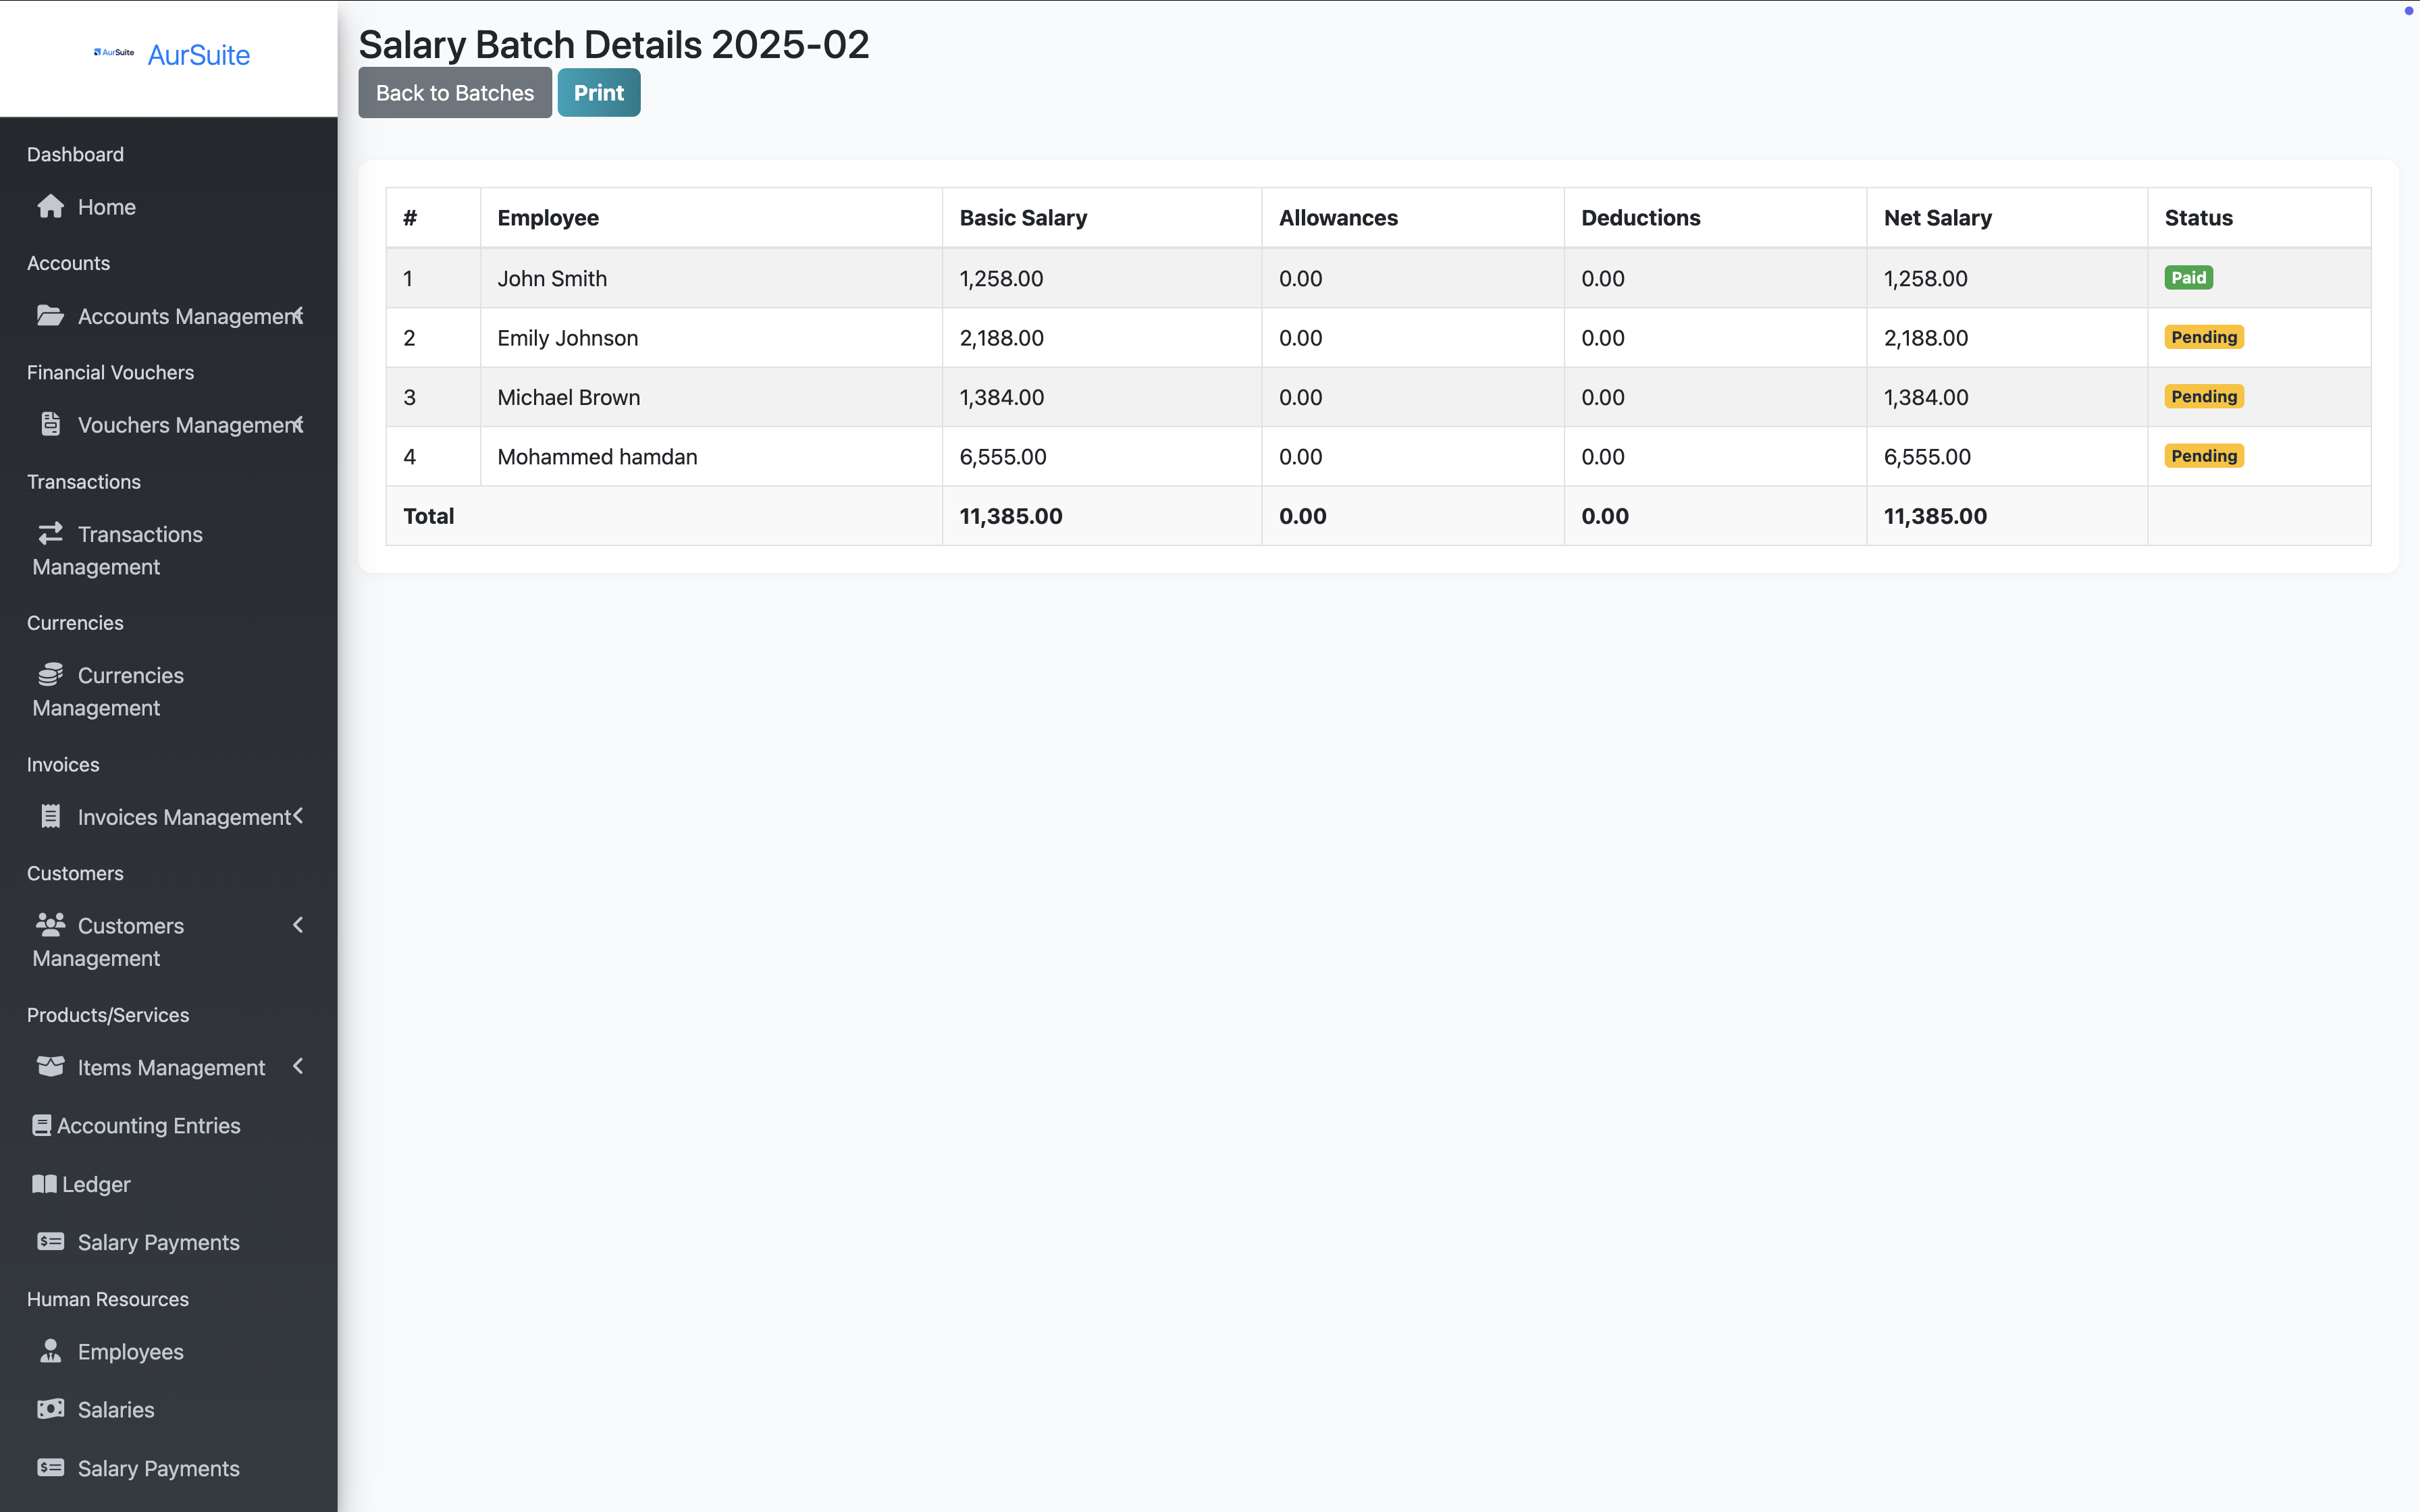 AurSuite AurSuite
Dashboard
Home
Accounts
Accounts Management
Financial Vouchers
Vouchers Management
Transactions
Transactions
Management
Currencies
Currencies
Management
Invoices
Invoices Management
Customers
Customers
Management
Products/Services
Items Management
Accounting Entries
Ledger
Salary Payments
Human Resources
Employees
Salaries
Salary Payments
Salary Batch Details 2025-02
Back to Batches Print
# Employee Basic Salary Allowances Deductions Net Salary Status
1 John Smith 1,258.00 0.00 0.00 1,258.00 Paid
2 Emily Johnson 2,188.00 0.00 0.00 2,188.00 Pending
3 Michael Brown 1,384.00 0.00 0.00 1,384.00 Pending
4 Mohammed hamdan 6,555.00 0.00 0.00 6,555.00 Pending
Total 11,385.00 0.00 0.00 11,385.00